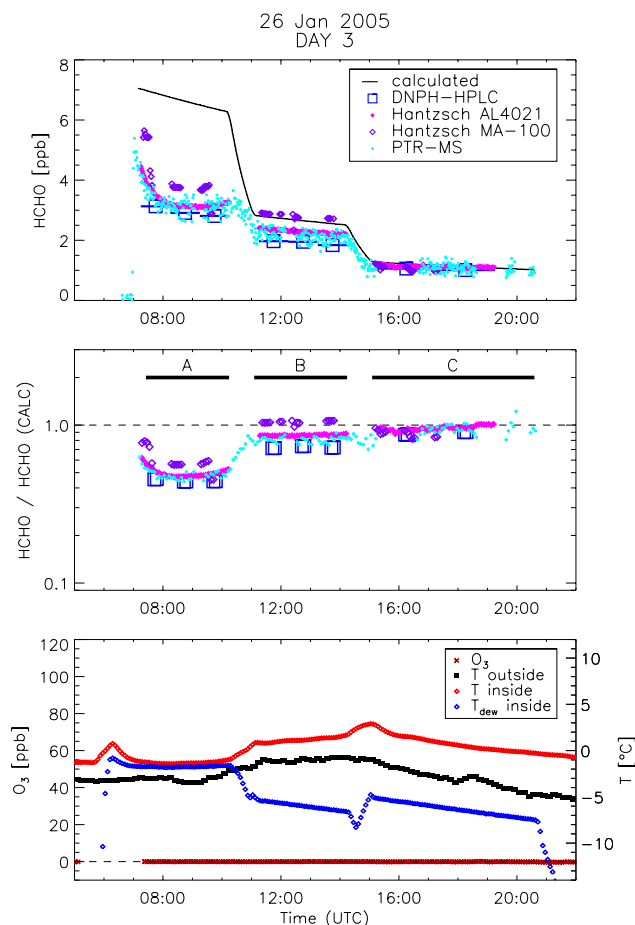 26 Jan 2005
DAY 3
8
6
4
2
0
HCHO [ppb]
calculated
DNPH-HPLC
Hantzsch AL4021
Hantzsch MA-100
PTR-MS
08:00 12:00 16:00 20:00
A B C
1.0
0.1
HCHO / HCHO (CALC)
08:00 12:00 16:00 20:00
120
100
80
60
40
20
0
O3 [ppb]
O3
T outside
T inside
Tdew inside
10
5
0
-5
-10
T [°C]
08:00 12:00 16:00 20:00
Time (UTC)